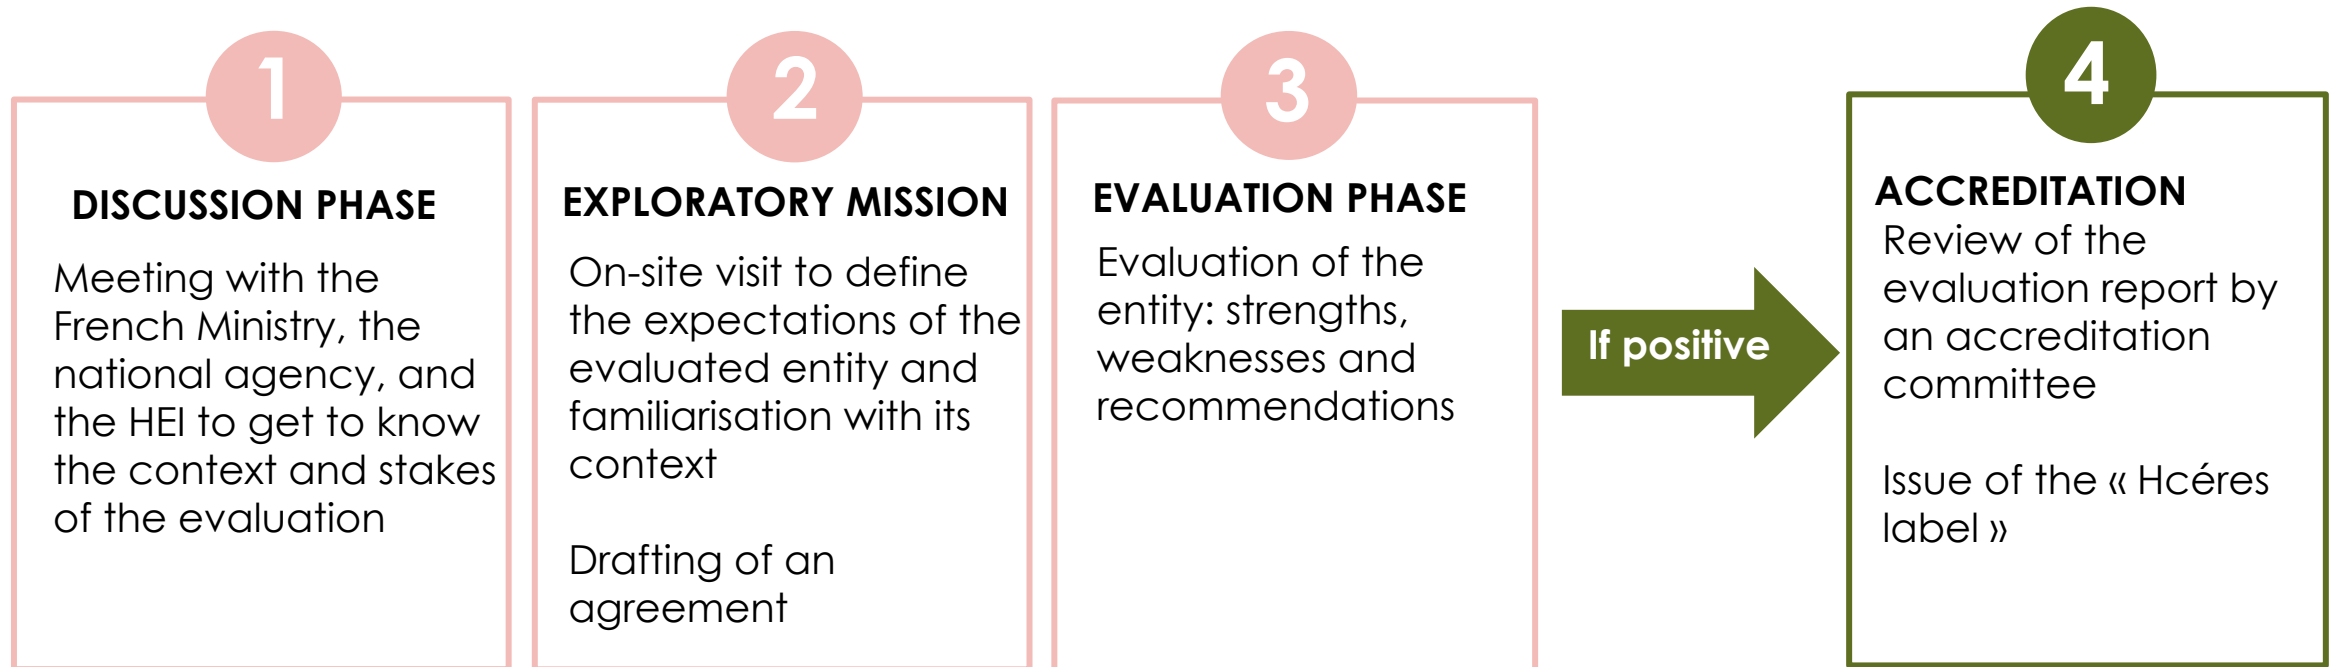 1
DISCUSSION PHASE
Meeting with the
French Ministry, the
national agency, and
the HEI to get to know
the context and stakes
of the evaluation
2
EXPLORATORY MISSION
On-site visit to define
the expectations of the
evaluated entity and
familiarisation with its
context
Drafting of an
agreement
3
EVALUATION PHASE
Evaluation of the
entity: strengths,
weaknesses and
recommendations
If positive
4
ACCREDITATION
Review of the
evaluation report by
an accreditation
committee
Issue of the « Hcéres
label »